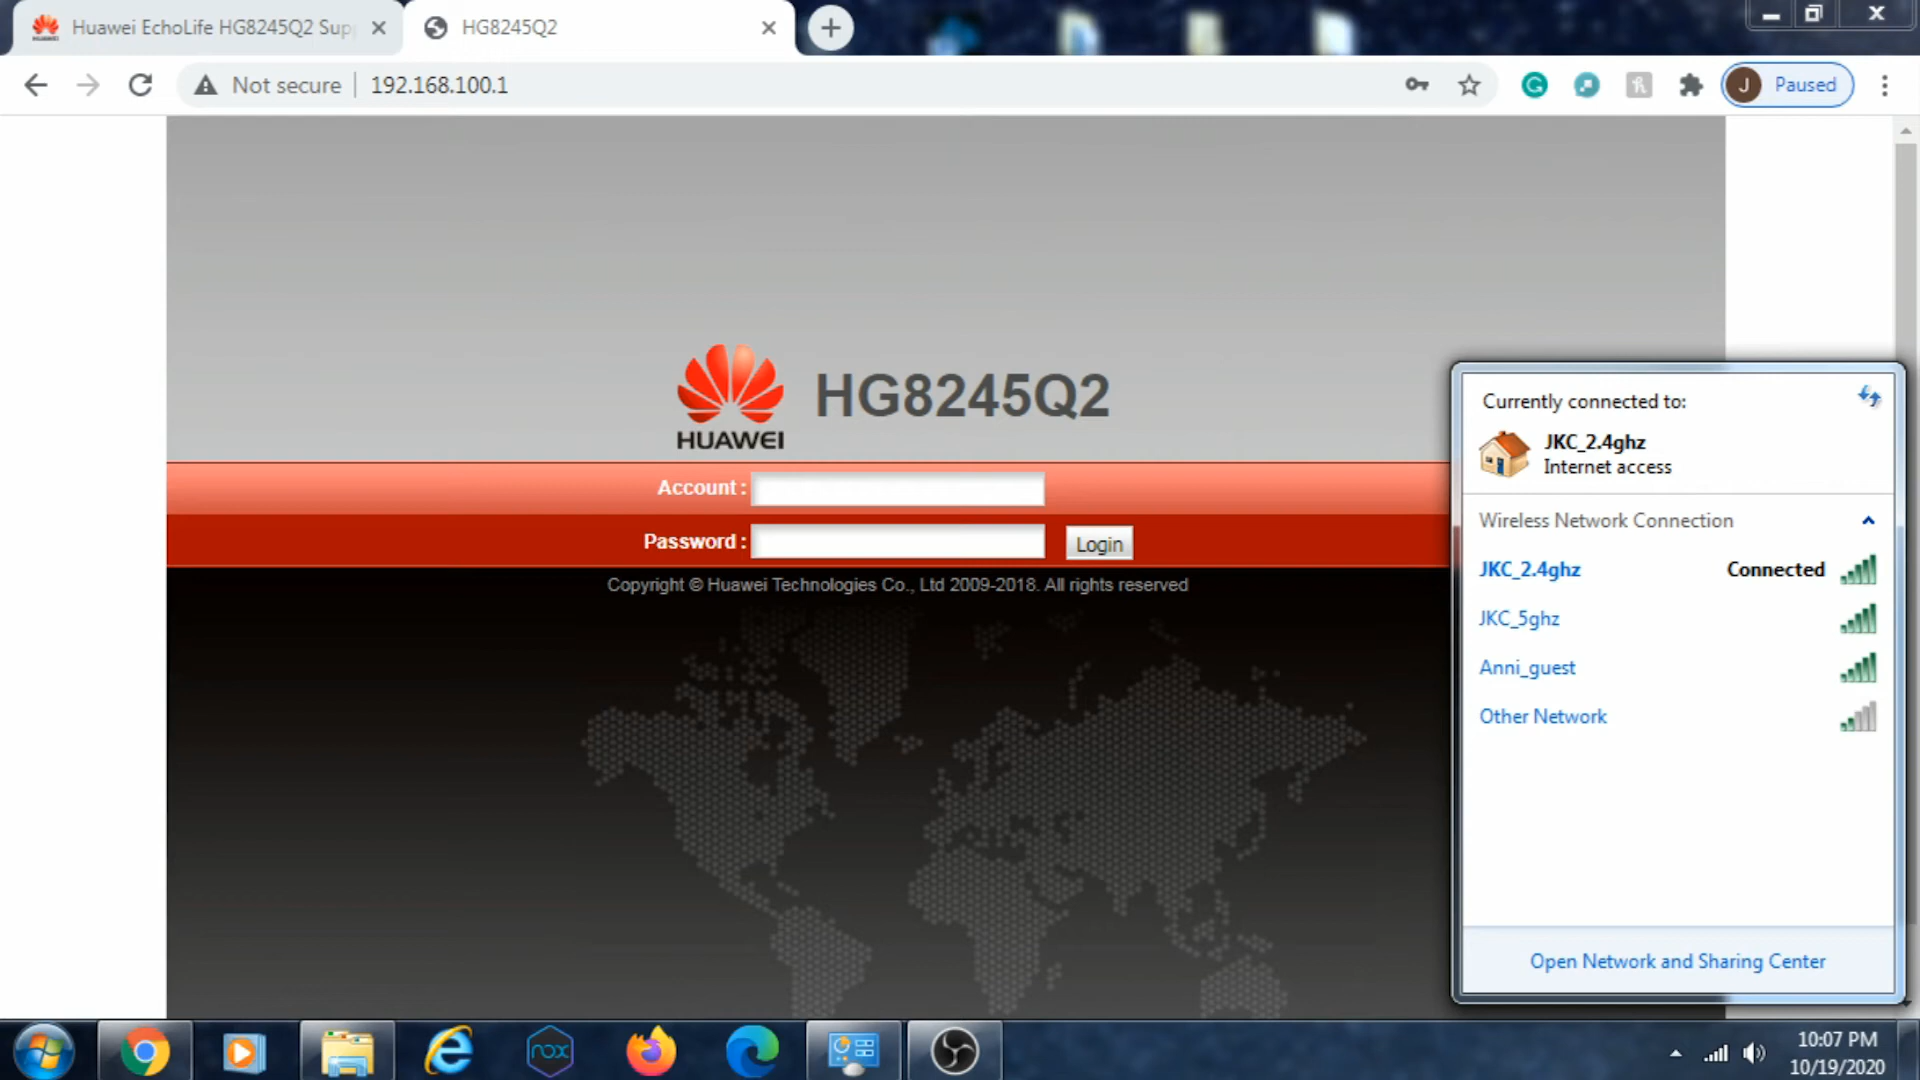 Huawei EchoLife HG8245Q2 Sup
HG8245Q2
Not secure
192.168.100.1
J
Paused
HUAWEI
HG8245Q2
Account :
Password :
Login
Copyright © Huawei Technologies Co., Ltd 2009-2018. All rights reserved
Currently connected to:
JKC_2.4ghz
Internet access
Wireless Network Connection
JKC_2.4ghz Connected
JKC_5ghz
Anni_guest
Other Network
Open Network and Sharing Center
nox
10:07 PM
10/19/2020